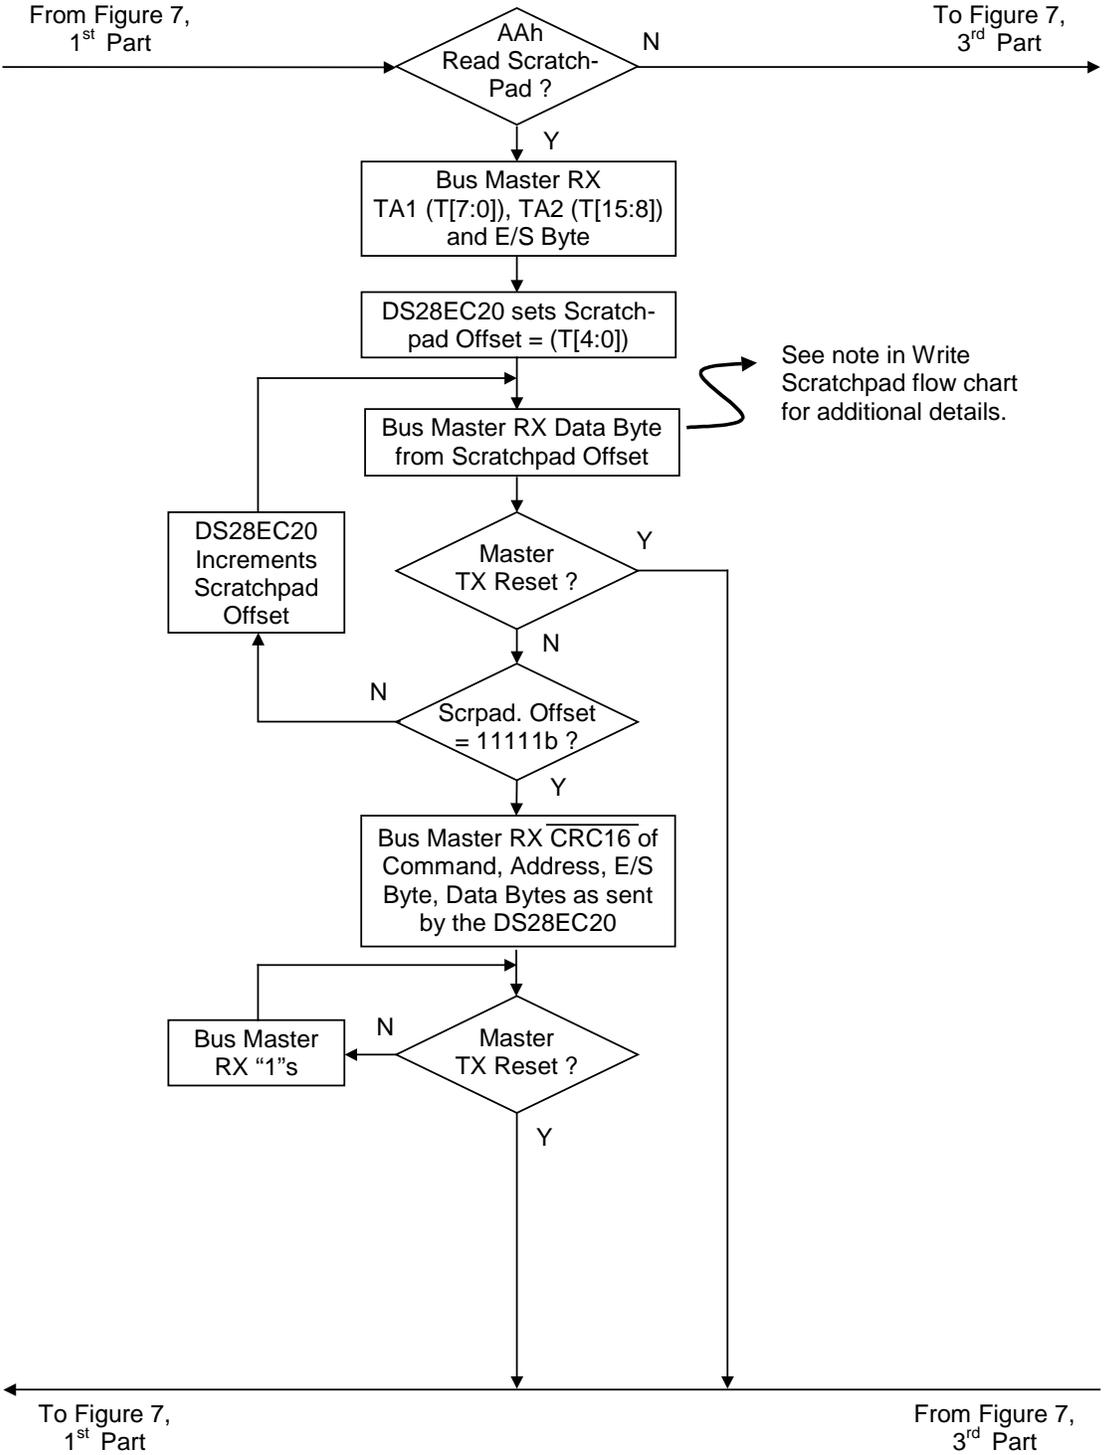 From Figure 7,
1st Part
To Figure 7,
3rd Part
AAh
Read Scratch-
Pad ?
N
Y
Bus Master RX
TA1 (T[7:0]), TA2 (T[15:8])
and E/S Byte
DS28EC20 sets Scratch-
pad Offset = (T[4:0])
See note in Write
Scratchpad flow chart
for additional details.
Bus Master RX Data Byte
from Scratchpad Offset
DS28EC20
Increments
Scratchpad
Offset
Master
TX Reset ?
Y
N
N
Scrpad. Offset
= 11111b ?
Y
Bus Master RX CRC16 of
Command, Address, E/S
Byte, Data Bytes as sent
by the DS28EC20
Bus Master
RX “1”s
N
Master
TX Reset ?
Y
To Figure 7,
1st Part
From Figure 7,
3rd Part